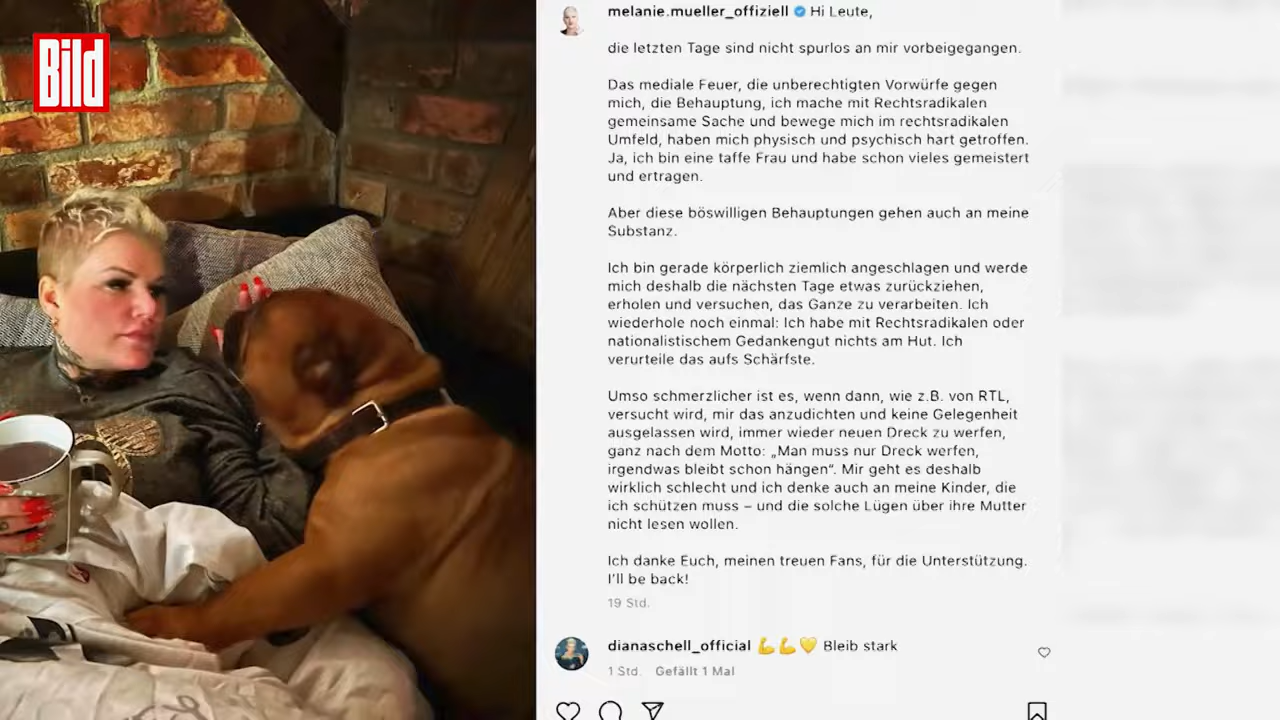 Bild
melanie.mueller_offiziell Hi Leute,
die letzten Tage sind nicht spurlos an mir vorbeigegangen.
Das mediale Feuer, die unberechtigten Vorwürfe gegen
mich, die Behauptung, ich mache mit Rechtsradikalen
gemeinsame Sache und bewege mich im rechtsradikalen
Umfeld, haben mich physisch und psychisch hart getroffen.
Ja, ich bin eine taffe Frau und habe schon vieles gemeistert
und ertragen.
Aber diese böswilligen Behauptungen gehen auch an meine
Substanz.
Ich bin gerade körperlich ziemlich angeschlagen und werde
mich deshalb die nächsten Tage etwas zurückziehen,
erholen und versuchen, das Ganze zu verarbeiten. Ich
wiederhole noch einmal: Ich habe mit Rechtsradikalen oder
nationalistischem Gedankengut nichts am Hut. Ich
verurteile das aufs Schärfste.
Umso schmerzlicher ist es, wenn dann, wie z.B. von RTL,
versucht wird, mir das anzudichten und keine Gelegenheit
ausgelassen wird, immer wieder neuen Dreck zu werfen,
ganz nach dem Motto: „Man muss nur Dreck werfen,
irgendwas bleibt schon hängen“. Mir geht es deshalb
wirklich schlecht und ich denke auch an meine Kinder, die
ich schützen muss – und die solche Lügen über ihre Mutter
nicht lesen wollen.
Ich danke Euch, meinen treuen Fans, für die Unterstützung.
I’ll be back!
19 Std.
dianaschell_official 💪💪💛 Bleib stark
1 Std. Gefällt 1 Mal